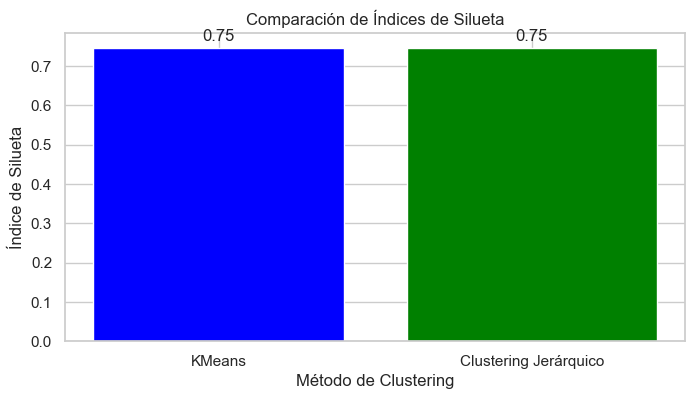 Comparación de Índices de Silueta
0.75 0.75
Índice de Silueta
0.7
0.6
0.5
0.4
0.3
0.2
0.1
0.0
KMeans Clustering Jerárquico
Método de Clustering